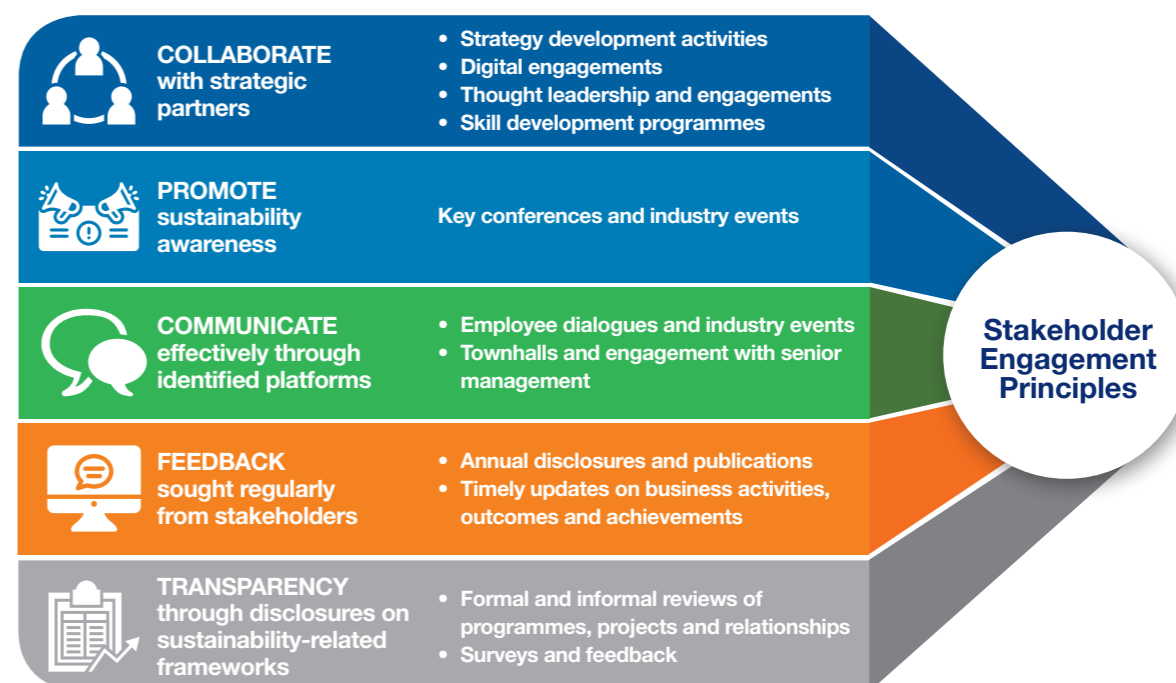 COLLABORATE
with strategic
partners
• Strategy development activities
• Digital engagements
• Thought leadership and engagements
• Skill development programmes
PROMOTE
sustainability
awareness
Key conferences and industry events
COMMUNICATE
effectively through
identified platforms
• Employee dialogues and industry events
• Townhalls and engagement with senior
management
FEEDBACK
sought regularly
from stakeholders
• Annual disclosures and publications
• Timely updates on business activities,
outcomes and achievements
TRANSPARENCY
through disclosures on
sustainability-related
frameworks
• Formal and informal reviews of
programmes, projects and relationships
• Surveys and feedback
Stakeholder
Engagement
Principles